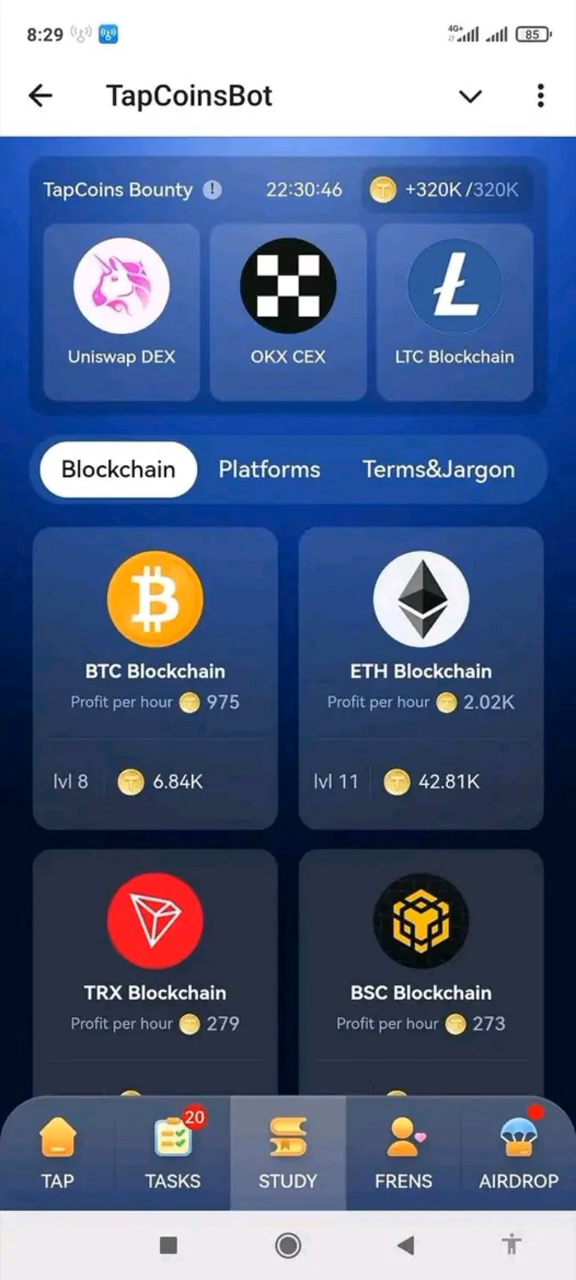 8:29 4G+ 85
TapCoinsBot
TapCoins Bounty ! 22:30:46 +320K /320K
Uniswap DEX OKX CEX LTC Blockchain
Blockchain Platforms Terms&Jargon
BTC Blockchain ETH Blockchain
Profit per hour 975 Profit per hour 2.02K
lvl 8 6.84K lvl 11 42.81K
TRX Blockchain BSC Blockchain
Profit per hour 279 Profit per hour 273
20
TAP TASKS STUDY FRENS AIRDROP